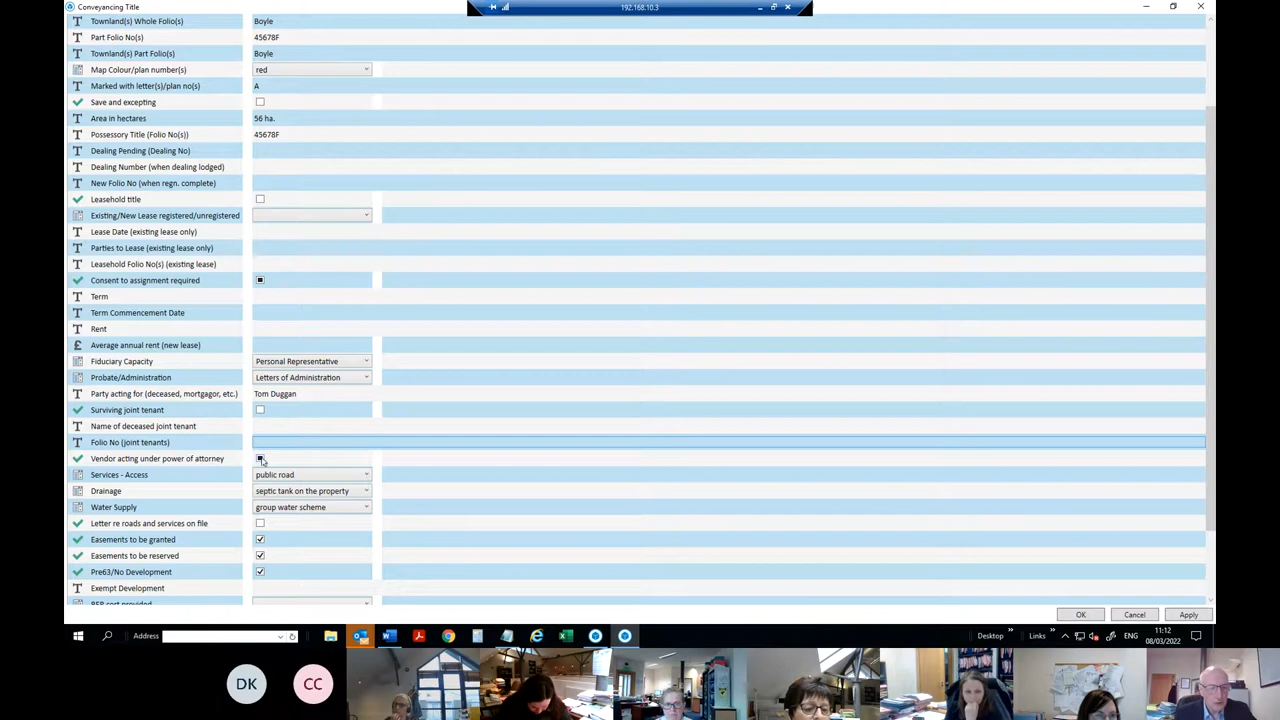 Conveyancing Title
192.168.10.3
Townland(s) Whole Folio(s) Boyle
Part Folio No(s) 45678F
Townland(s) Part Folio(s) Boyle
Map Colour/plan number(s) red
Marked with letter(s)/plan no(s) A
Save and excepting
Area in hectares 56 ha.
Possessory Title (Folio No(s)) 45678F
Dealing Pending (Dealing No)
Dealing Number (when dealing lodged)
New Folio No (when regn. complete)
Leasehold title
Existing/New Lease registered/unregistered
Lease Date (existing lease only)
Parties to Lease (existing lease only)
Leasehold Folio No(s) (existing lease)
Consent to assignment required
Term
Term Commencement Date
Rent
Average annual rent (new lease)
Fiduciary Capacity Personal Representative
Probate/Administration Letters of Administration
Party acting for (deceased, mortgagor, etc.) Tom Duggan
Surviving joint tenant
Name of deceased joint tenant
Folio No (joint tenants)
Vendor acting under power of attorney
Services - Access public road
Drainage septic tank on the property
Water Supply group water scheme
Letter re roads and services on file
Easements to be granted
Easements to be reserved
Pre63/No Development
Exempt Development
OK Cancel Apply
Address Desktop Links ENG 11:12
08/03/2022
DK CC